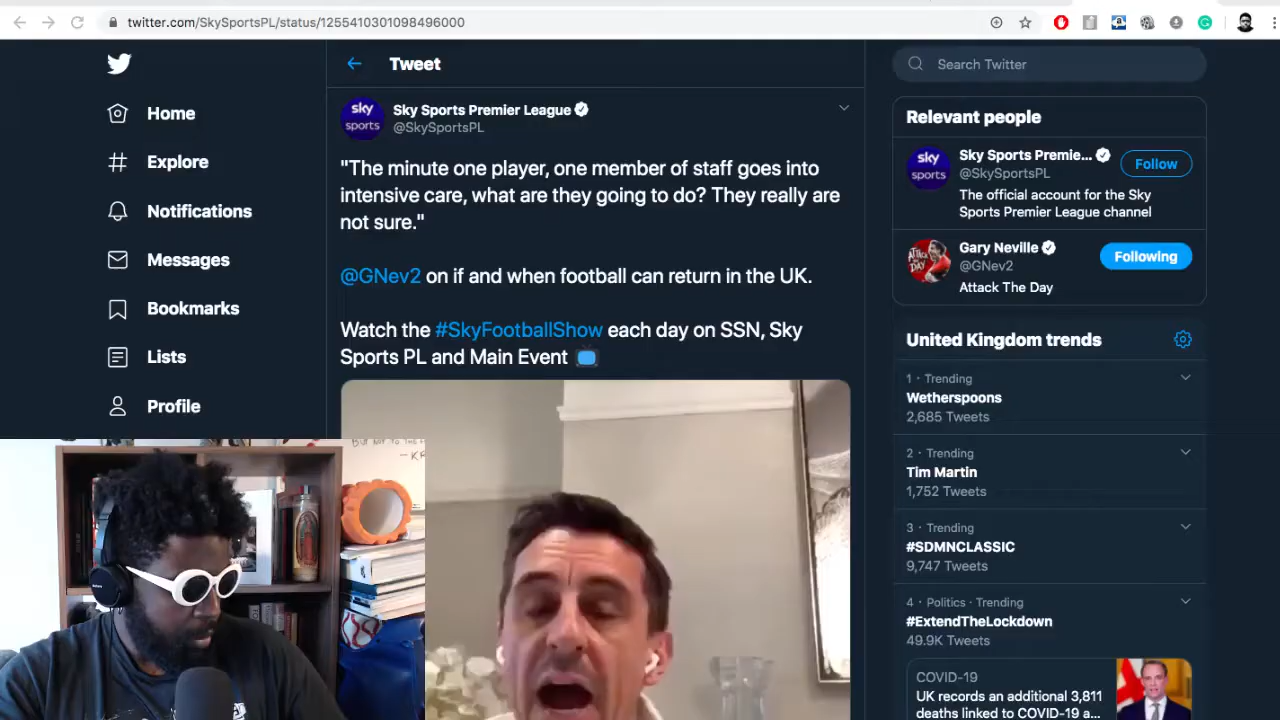 twitter.com/SkySportsPL/status/1255410301098496000
Home
Explore
Notifications
Messages
Bookmarks
Lists
Profile
Tweet
sky
sports
Sky Sports Premier League
@SkySportsPL
"The minute one player, one member of staff goes into
intensive care, what are they going to do? They really are
not sure."
@GNev2 on if and when football can return in the UK.
Watch the #SkyFootballShow each day on SSN, Sky
Sports PL and Main Event
Search Twitter
Relevant people
sky
sports
Sky Sports Premie...
@SkySportsPL
Follow
The official account for the Sky
Sports Premier League channel
ATTACK
DAY
Gary Neville
@GNev2
Following
Attack The Day
United Kingdom trends
1 · Trending
Wetherspoons
2,685 Tweets
2 · Trending
Tim Martin
1,752 Tweets
3 · Trending
#SDMNCLASSIC
9,747 Tweets
4 · Politics · Trending
#ExtendTheLockdown
49.9K Tweets
COVID-19
UK records an additional 3,811
deaths linked to COVID-19 a...